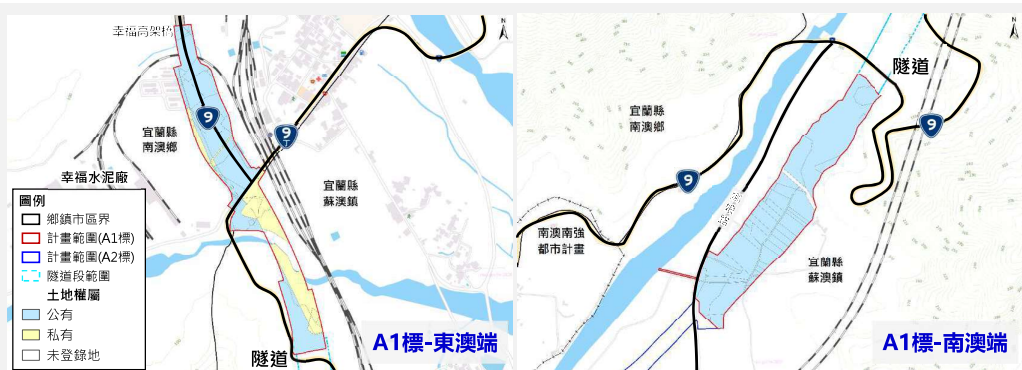 幸福高架橋
9
9
丁
宜蘭縣
南澳鄉
幸福水泥廠
宜蘭縣
蘇澳鎮
圖例
鄉鎮市區界
計畫範圍(A1標)
計畫範圍(A2標)
隧道段範圍
土地權屬
公有
私有
未登錄地
隧道
A1標-東澳端
N
N
隧道
宜蘭縣
南澳鄉
9
9
南澳南強
都市計畫
宜蘭縣
蘇澳鎮
A1標-南澳端